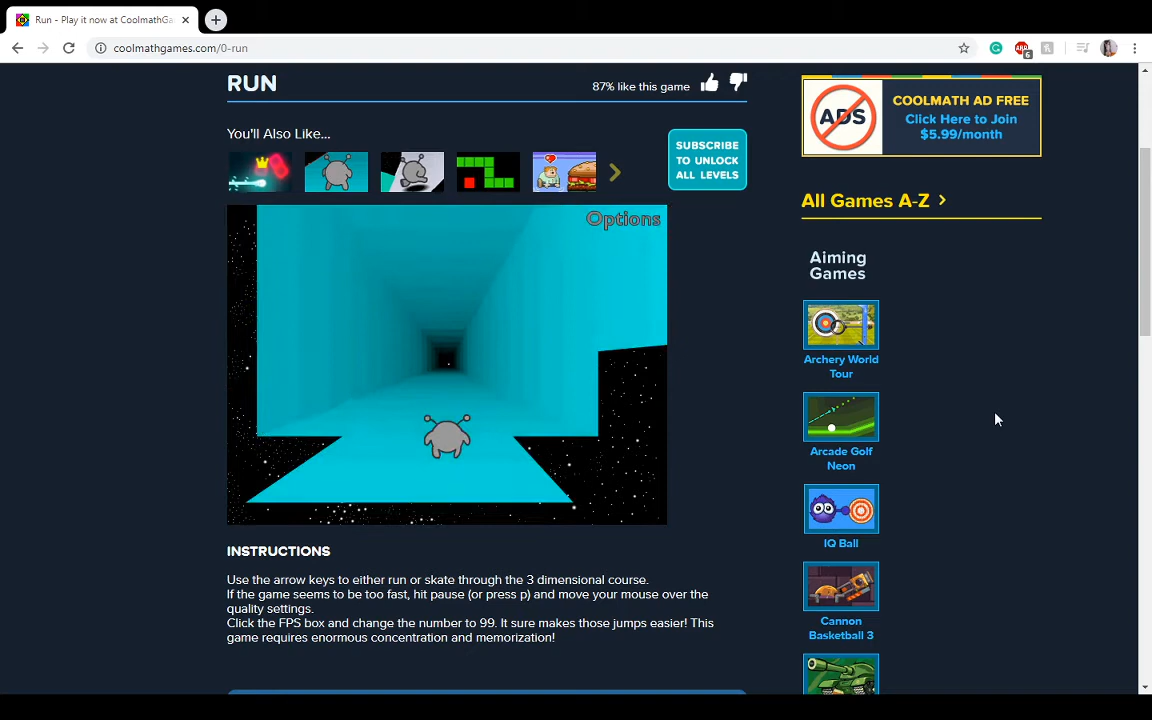 Run - Play it now at CoolmathGa
coolmathgames.com/0-run
6
RUN
87% like this game
You'll Also Like...
SUBSCRIBE
TO UNLOCK
ALL LEVELS
Options
INSTRUCTIONS
Use the arrow keys to either run or skate through the 3 dimensional course.
If the game seems to be too fast, hit pause (or press p) and move your mouse over the
quality settings.
Click the FPS box and change the number to 99. It sure makes those jumps easier! This
game requires enormous concentration and memorization!
ADS
COOLMATH AD FREE
Click Here to Join
$5.99/month
All Games A-Z
Aiming
Games
Archery World
Tour
Arcade Golf
Neon
IQ Ball
Cannon
Basketball 3